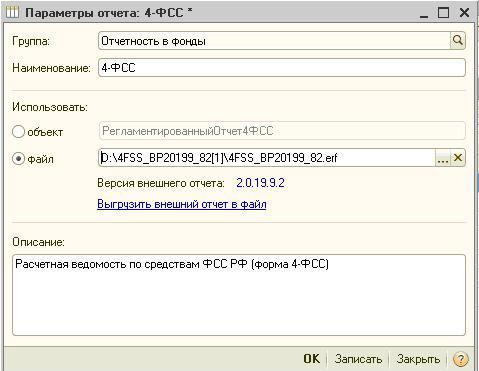 Параметры отчета: 4-ФСС *
Группа: Отчетность в фонды
Наименование: 4-ФСС
Использовать:
объект РегламентированныйОтчет4ФСС
файл D:\4FSS_BP20199_82[1]\4FSS_BP20199_82.erf ...
Версия внешнего отчета: 2.0.19.9.2
Выгрузить внешний отчет в файл
Описание:
Расчетная ведомость по средствам ФСС РФ (форма 4-ФСС)
OK Записать Закрыть ?